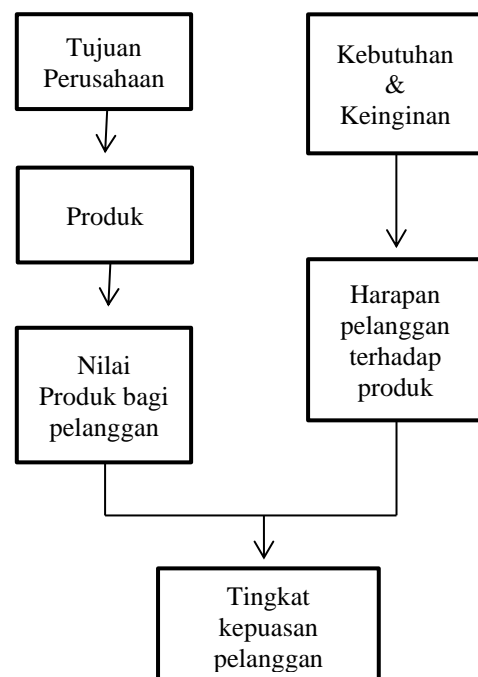 Tujuan
Perusahaan
Kebutuhan
&
Keinginan
Produk
Harapan
pelanggan
terhadap
produk
Nilai
Produk bagi
pelanggan
Tingkat
kepuasan
pelanggan